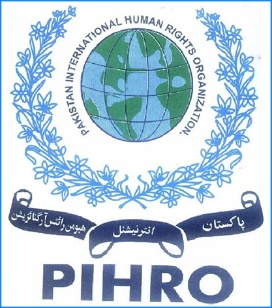 PAKISTAN INTERNATIONAL HUMAN RIGHTS ORGANIZATION.
پاکستان
انٹرنیشنل
ہیومن رائٹس آرگنائزیشن
PIHRO